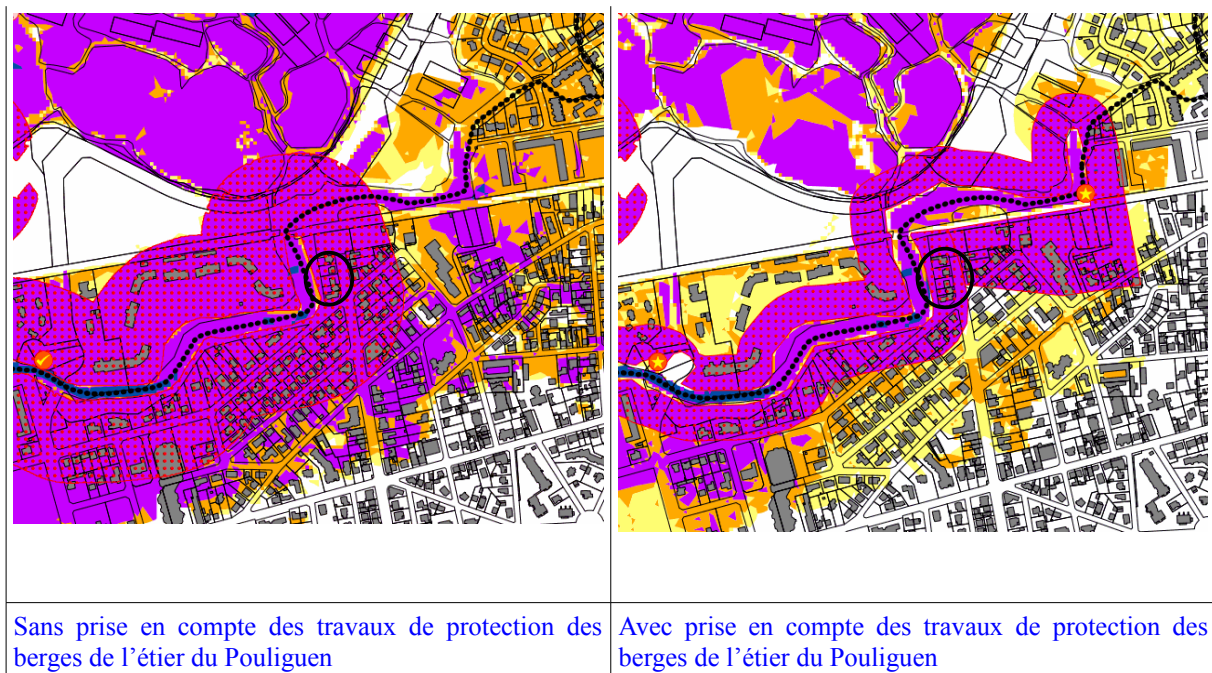 Sans prise en compte des travaux de protection des
berges de l’étier du Pouliguen
Avec prise en compte des travaux de protection des
berges de l’étier du Pouliguen